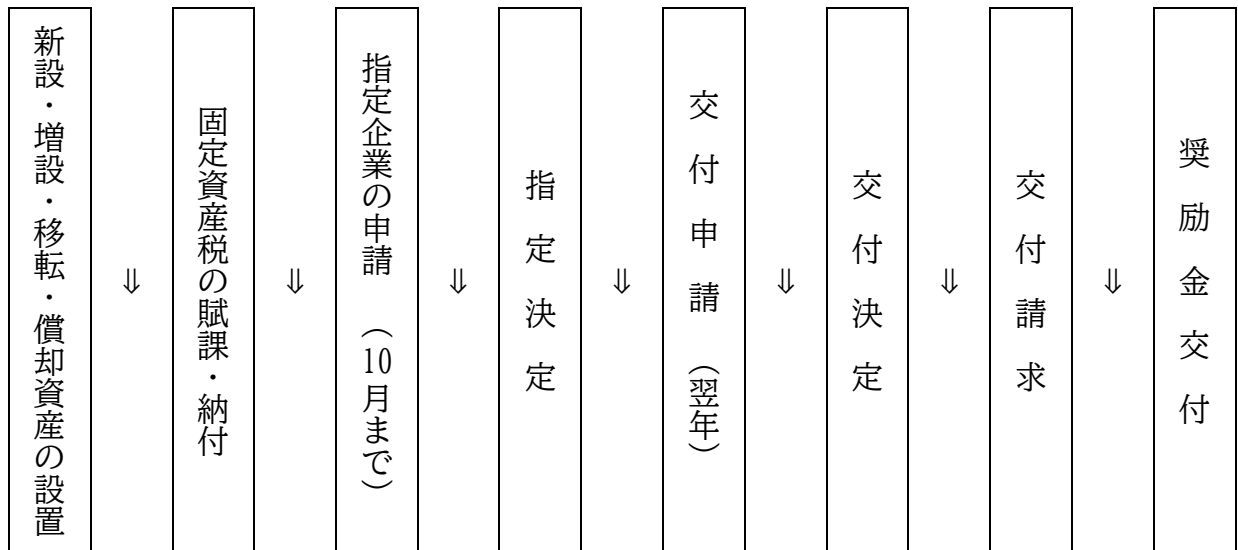 新設・増設・移転・償却資産の設置
⇓
固定資産税の賦課・納付
⇓
指定企業の申請　（10月まで）
⇓
指定決定
⇓
交付申請　（翌年）
⇓
交付決定
⇓
交付請求
⇓
奨励金交付